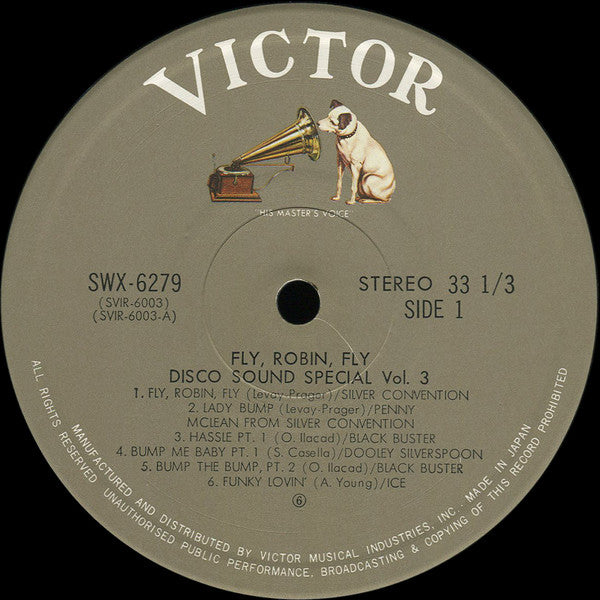 VICTOR
"HIS MASTER'S VOICE"
SWX-6279
(SVIR-6003)
(SVIR-6003-A)
STEREO 33 1/3
SIDE 1
FLY, ROBIN, FLY
DISCO SOUND SPECIAL Vol. 3
1. FLY, ROBIN, FLY (Levay-Prager)/SILVER CONVENTION
2. LADY BUMP (Levay-Prager)/PENNY
McLEAN FROM SILVER CONVENTION
3. HASSLE PT. 1 (O. Ilacad)/BLACK BUSTER
4. BUMP ME BABY PT. 1 (S. Casella)/DOOLEY SILVERSPOON
5. BUMP THE BUMP, PT. 2 (O. Ilacad)/BLACK BUSTER
6. FUNKY LOVIN' (A. Young)/ICE
⑥
MANUFACTURED AND DISTRIBUTED BY VICTOR MUSICAL INDUSTRIES, INC.: MADE IN JAPAN
ALL RIGHTS RESERVED. UNAUTHORISED PUBLIC PERFORMANCE, BROADCASTING & COPYING OF THIS RECORD PROHIBITED